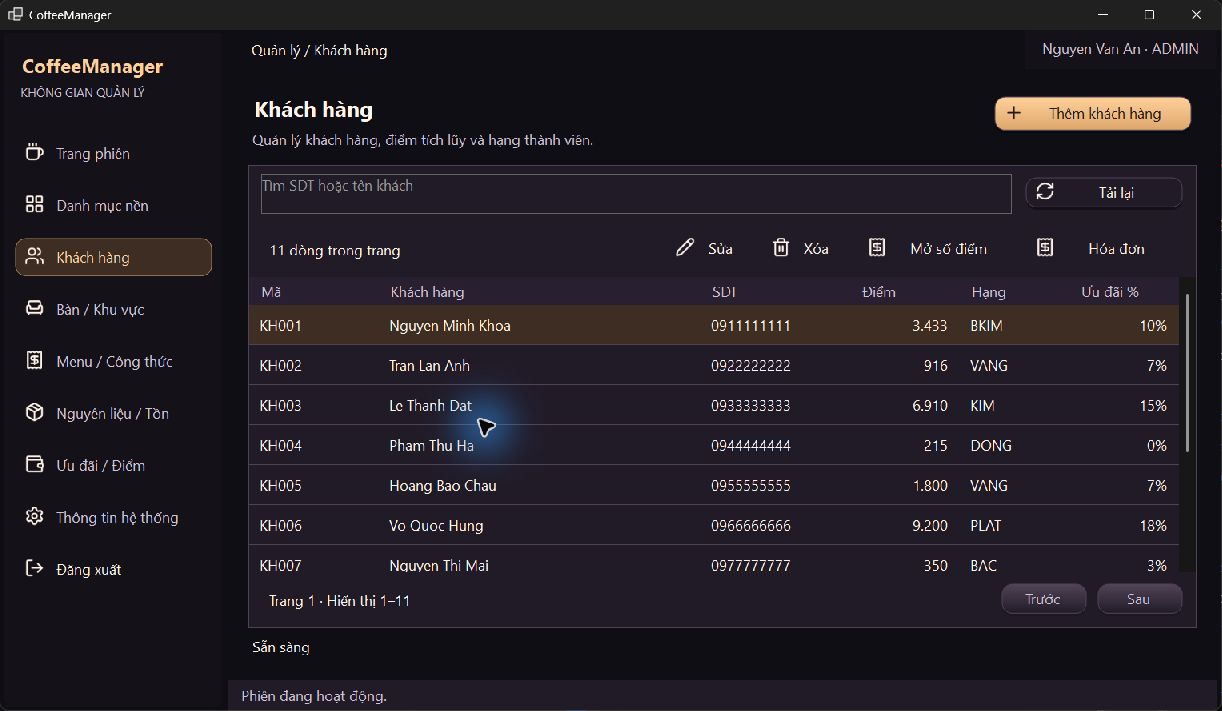 CoffeeManager
CoffeeManager
KHÔNG GIAN QUẢN LÝ
Trang phiên
Danh mục nền
Khách hàng
Bàn / Khu vực
Menu / Công thức
Nguyên liệu / Tồn
Ưu đãi / Điểm
Thông tin hệ thống
Đăng xuất
Quản lý / Khách hàng
Nguyen Van An · ADMIN
Khách hàng
Quản lý khách hàng, điểm tích lũy và hạng thành viên.
+ Thêm khách hàng
Tìm SDT hoặc tên khách
Tải lại
11 dòng trong trang
Sửa Xóa Mở sổ điểm Hóa đơn
Mã Khách hàng SDT Điểm Hạng Ưu đãi %
KH001 Nguyen Minh Khoa 0911111111 3.433 BKIM 10%
KH002 Tran Lan Anh 0922222222 916 VANG 7%
KH003 Le Thanh Dat 0933333333 6.910 KIM 15%
KH004 Pham Thu Ha 0944444444 215 DONG 0%
KH005 Hoang Bao Chau 0955555555 1.800 VANG 7%
KH006 Vo Quoc Hung 0966666666 9.200 PLAT 18%
KH007 Nguyen Thi Mai 0977777777 350 BAC 3%
Trang 1 · Hiển thị 1–11
Trước Sau
Sẵn sàng
Phiên đang hoạt động.